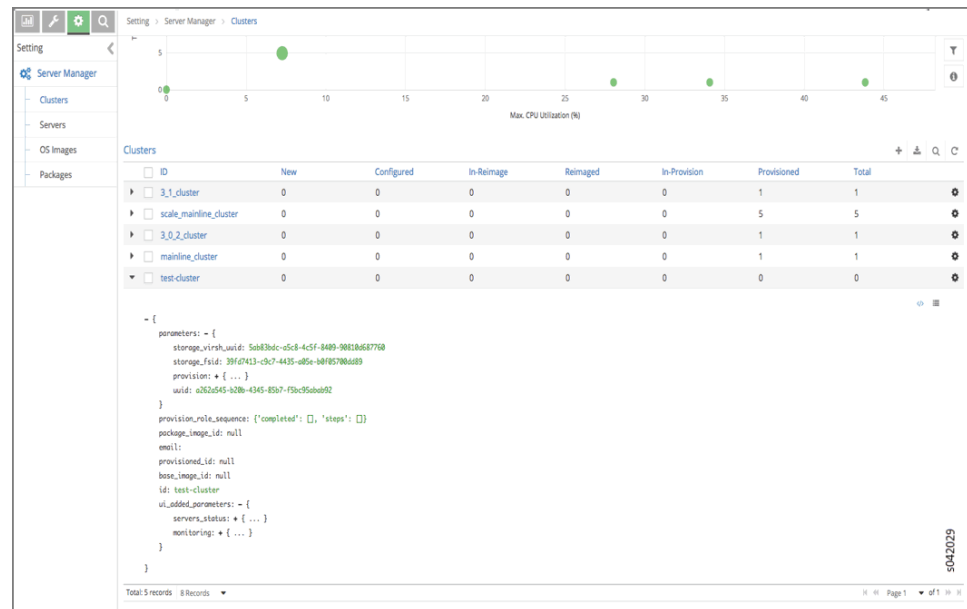 Setting > Server Manager > Clusters
Setting
Server Manager
Clusters
Servers
OS Images
Packages
5
0
0 5 10 15 20 25 30 35 40 45
Max. CPU Utilization (%)
Clusters
ID New Configured In-Reimage Reimaged In-Provision Provisioned Total
3_1_cluster 0 0 0 0 0 1 1
scale_mainline_cluster 0 0 0 0 0 5 5
3_0_2_cluster 0 0 0 0 0 1 1
mainline_cluster 0 0 0 0 0 1 1
test-cluster 0 0 0 0 0 0 0
- {
parameters: - {
storage_virsh_uuid: 5ab83bdc-a5c8-4c5f-8409-90810d687760
storage_fsid: 39fd7413-c9c7-4435-a05e-b0f05700dd89
provision: + { ... }
uuid: a262a545-b20b-4345-85b7-f5bc95abab92
}
provision_role_sequence: {'completed': [], 'steps': []}
package_image_id: null
email:
provisioned_id: null
base_image_id: null
id: test-cluster
ui_added_parameters: - {
servers_status: + { ... }
monitoring: + { ... }
}
}
Total: 5 records 8 Records Page 1 of 1
s042029